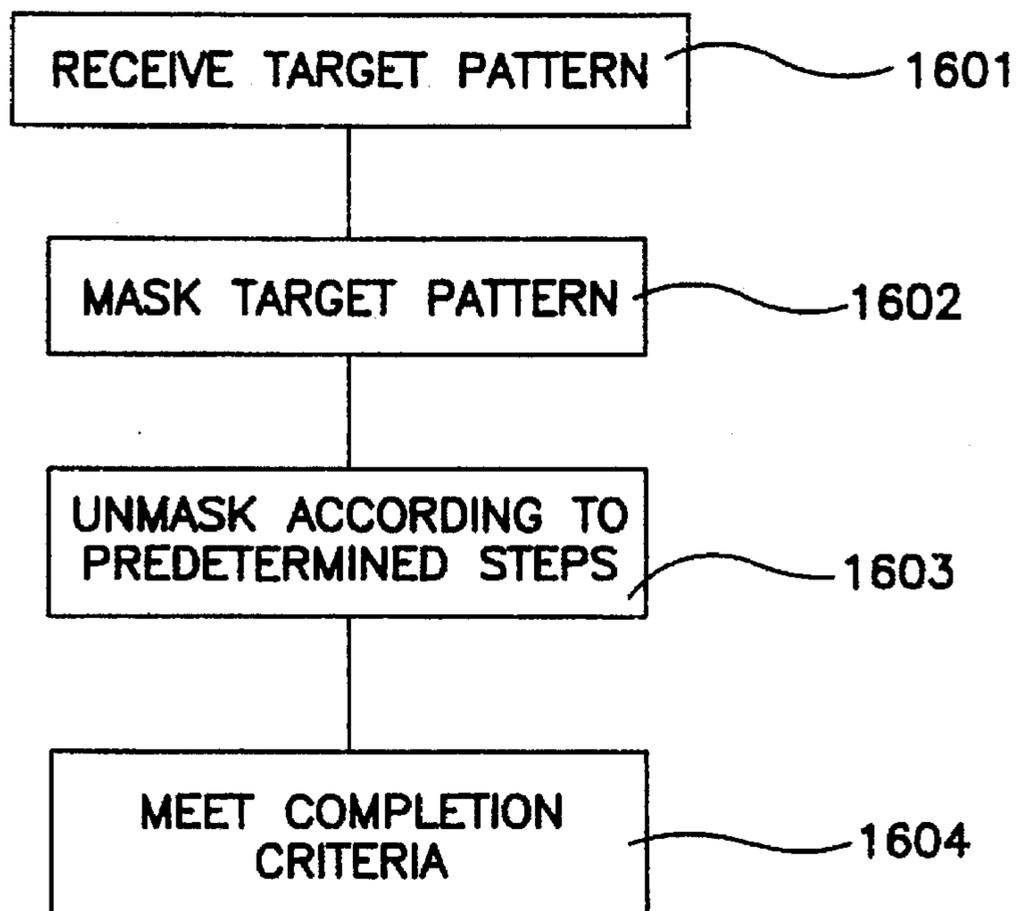 RECEIVE TARGET PATTERN 1601
MASK TARGET PATTERN 1602
UNMASK ACCORDING TO
PREDETERMINED STEPS 1603
MEET COMPLETION
CRITERIA 1604